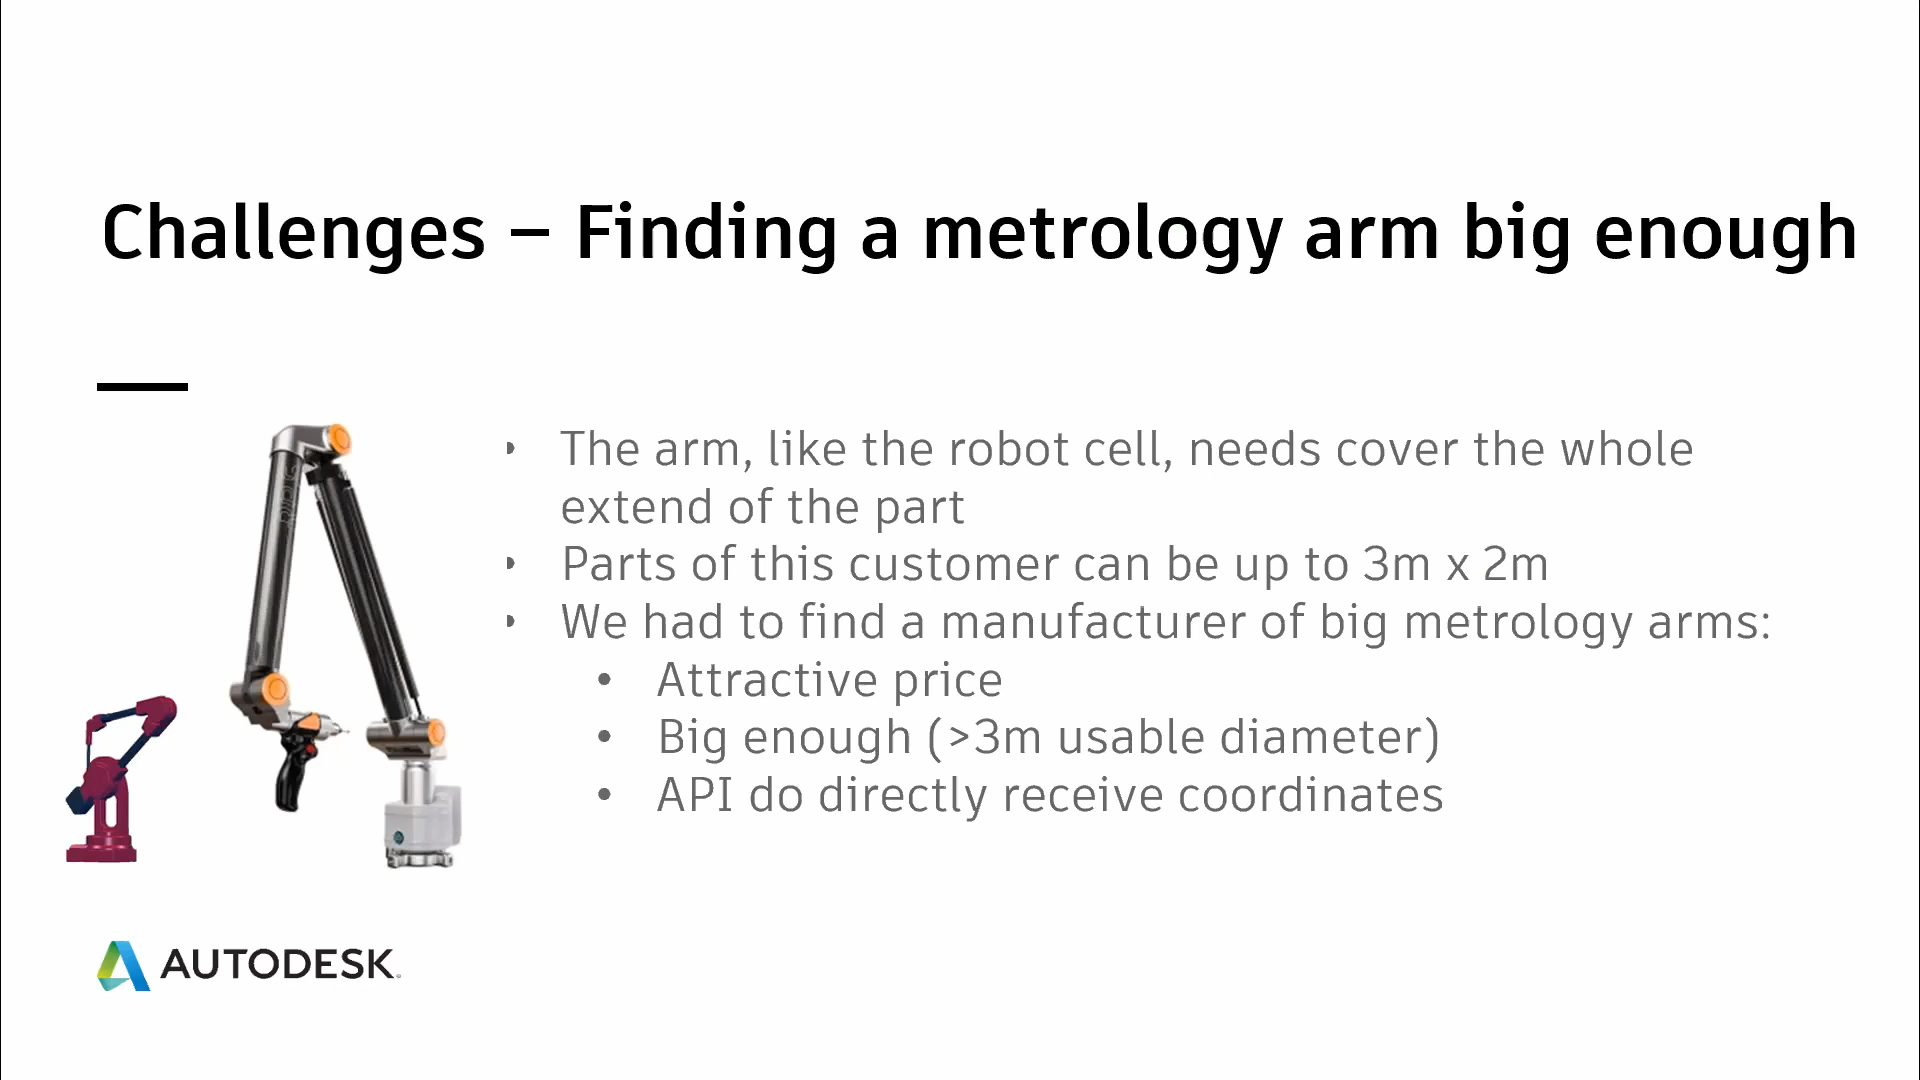 Challenges – Finding a metrology arm big enough
‣ The arm, like the robot cell, needs cover the whole
extend of the part
‣ Parts of this customer can be up to 3m x 2m
‣ We had to find a manufacturer of big metrology arms:
• Attractive price
• Big enough (>3m usable diameter)
• API do directly receive coordinates
AUTODESK.